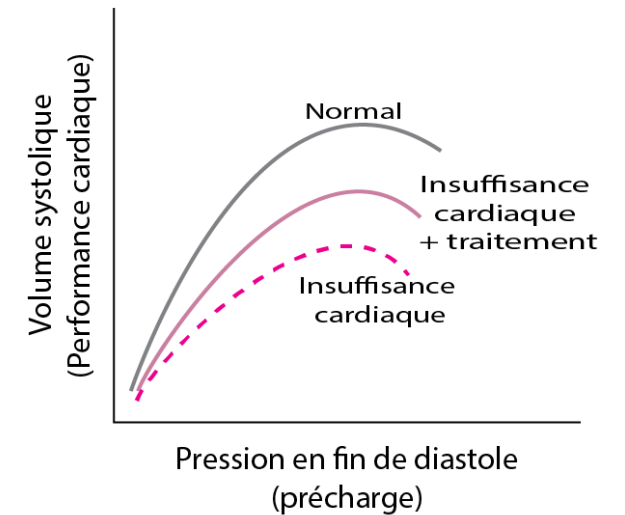 Volume systolique
(Performance cardiaque)
Normal
Insuffisance
cardiaque
+ traitement
Insuffisance
cardiaque
Pression en fin de diastole
(précharge)